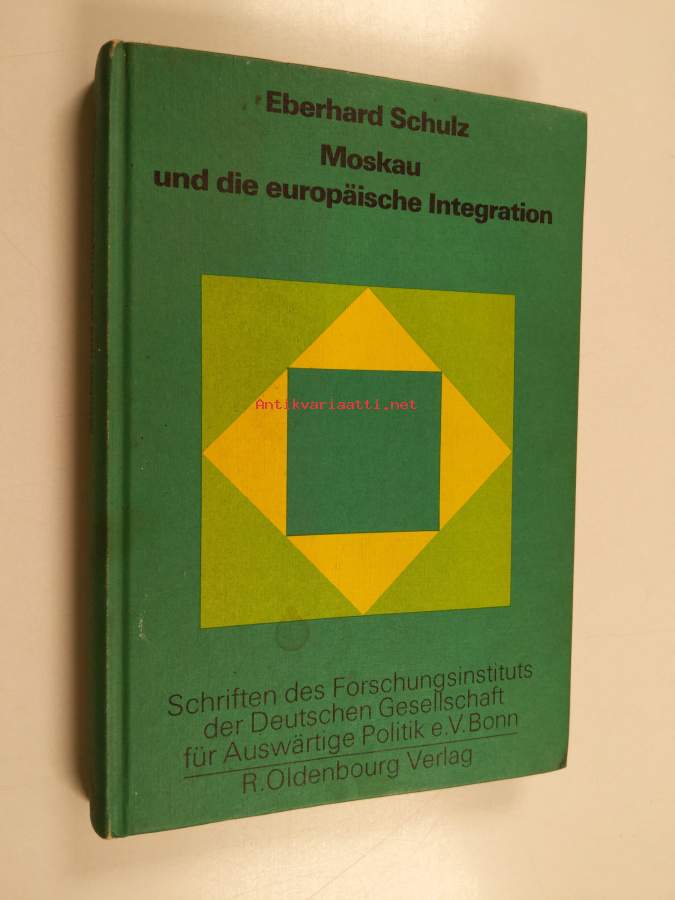 Eberhard Schulz
Moskau
und die europäische Integration
Antikvariaatti.net
Schriften des Forschungsinstituts
der Deutschen Gesellschaft
für Auswärtige Politik e.V. Bonn
R.Oldenbourg Verlag